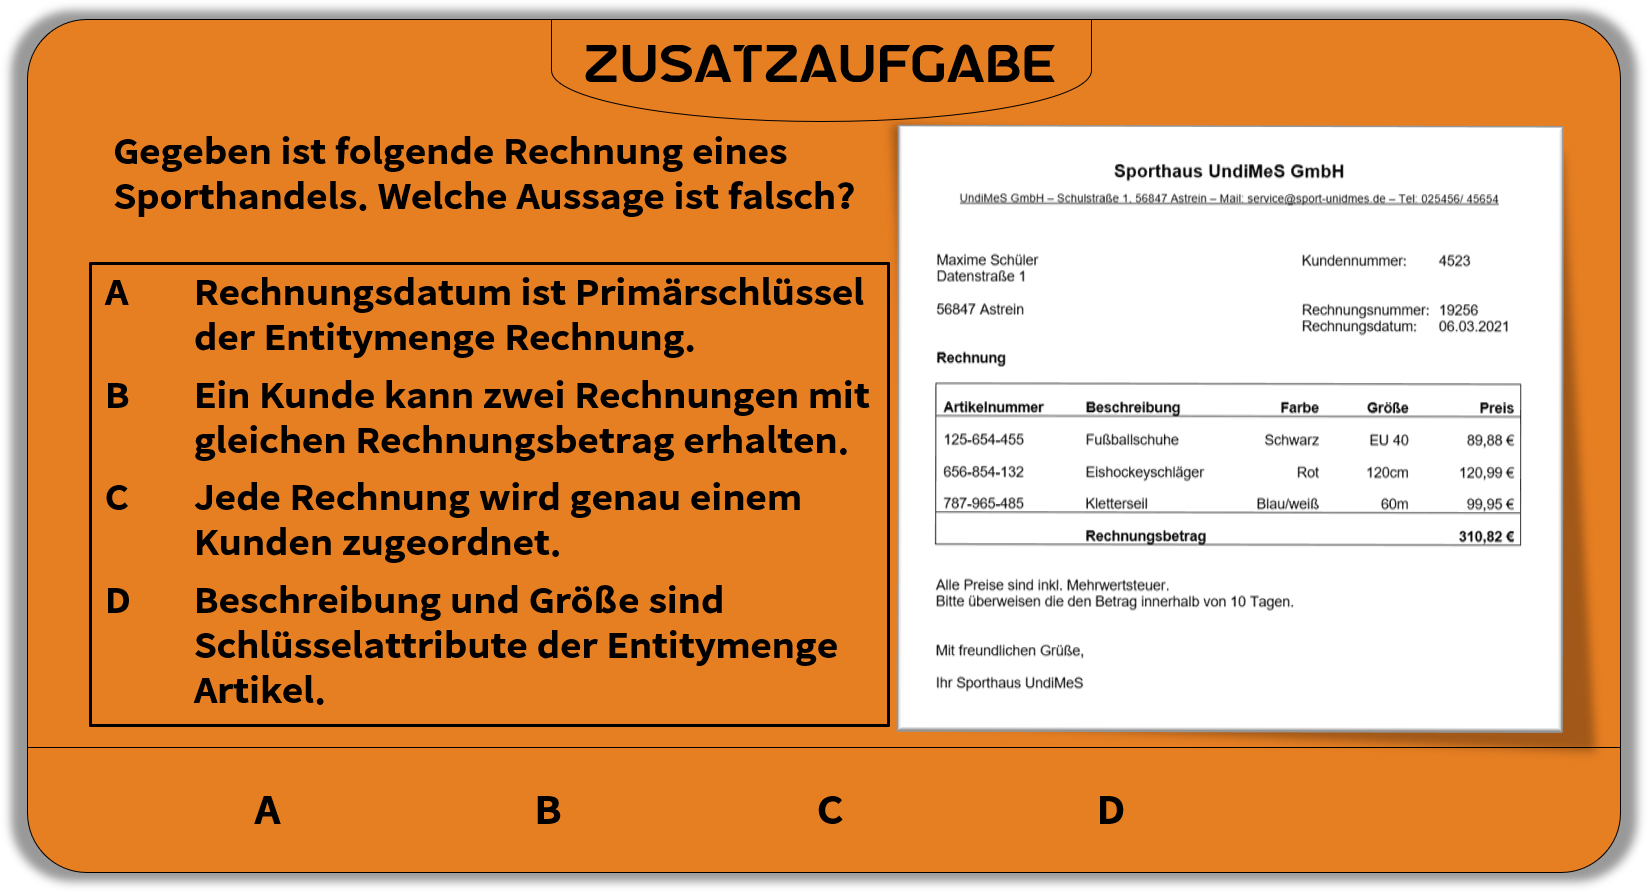 ZUSATZAUFGABE
Gegeben ist folgende Rechnung eines
Sporthandels. Welche Aussage ist falsch?
A Rechnungsdatum ist Primärschlüssel
der Entitymenge Rechnung.
B Ein Kunde kann zwei Rechnungen mit
gleichen Rechnungsbetrag erhalten.
C Jede Rechnung wird genau einem
Kunden zugeordnet.
D Beschreibung und Größe sind
Schlüsselattribute der Entitymenge
Artikel.
Sporthaus UndiMeS GmbH
UndiMeS GmbH – Schulstraße 1, 56847 Astrein – Mail: service@sport-unidmes.de – Tel: 025456/ 45654
Maxime Schüler Kundennummer: 4523
Datenstraße 1
56847 Astrein Rechnungsnummer: 19256
Rechnungsdatum: 06.03.2021
Rechnung
Artikelnummer Beschreibung Farbe Größe Preis
125-654-455 Fußballschuhe Schwarz EU 40 89,88 €
656-854-132 Eishockeyschläger Rot 120cm 120,99 €
787-965-485 Kletterseil Blau/weiß 60m 99,95 €
Rechnungsbetrag 310,82 €
Alle Preise sind inkl. Mehrwertsteuer.
Bitte überweisen die den Betrag innerhalb von 10 Tagen.
Mit freundlichen Grüße,
Ihr Sporthaus UndiMeS
A B C D